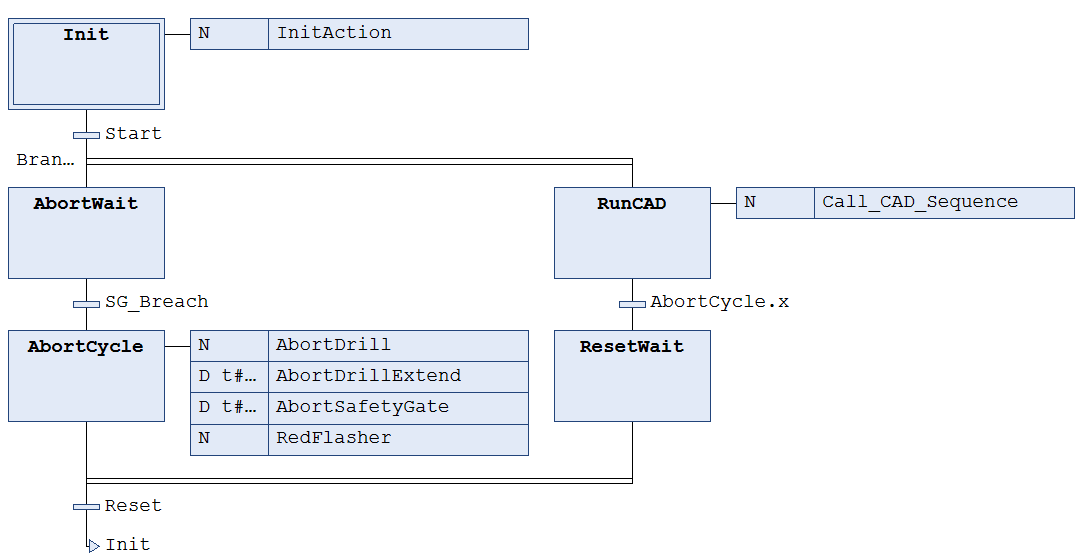 Init
N InitAction
Start
Bran...
AbortWait
RunCAD
N Call_CAD_Sequence
SG_Breach
AbortCycle.x
AbortCycle
N AbortDrill
D t#... AbortDrillExtend
D t#... AbortSafetyGate
N RedFlasher
ResetWait
Reset
Init